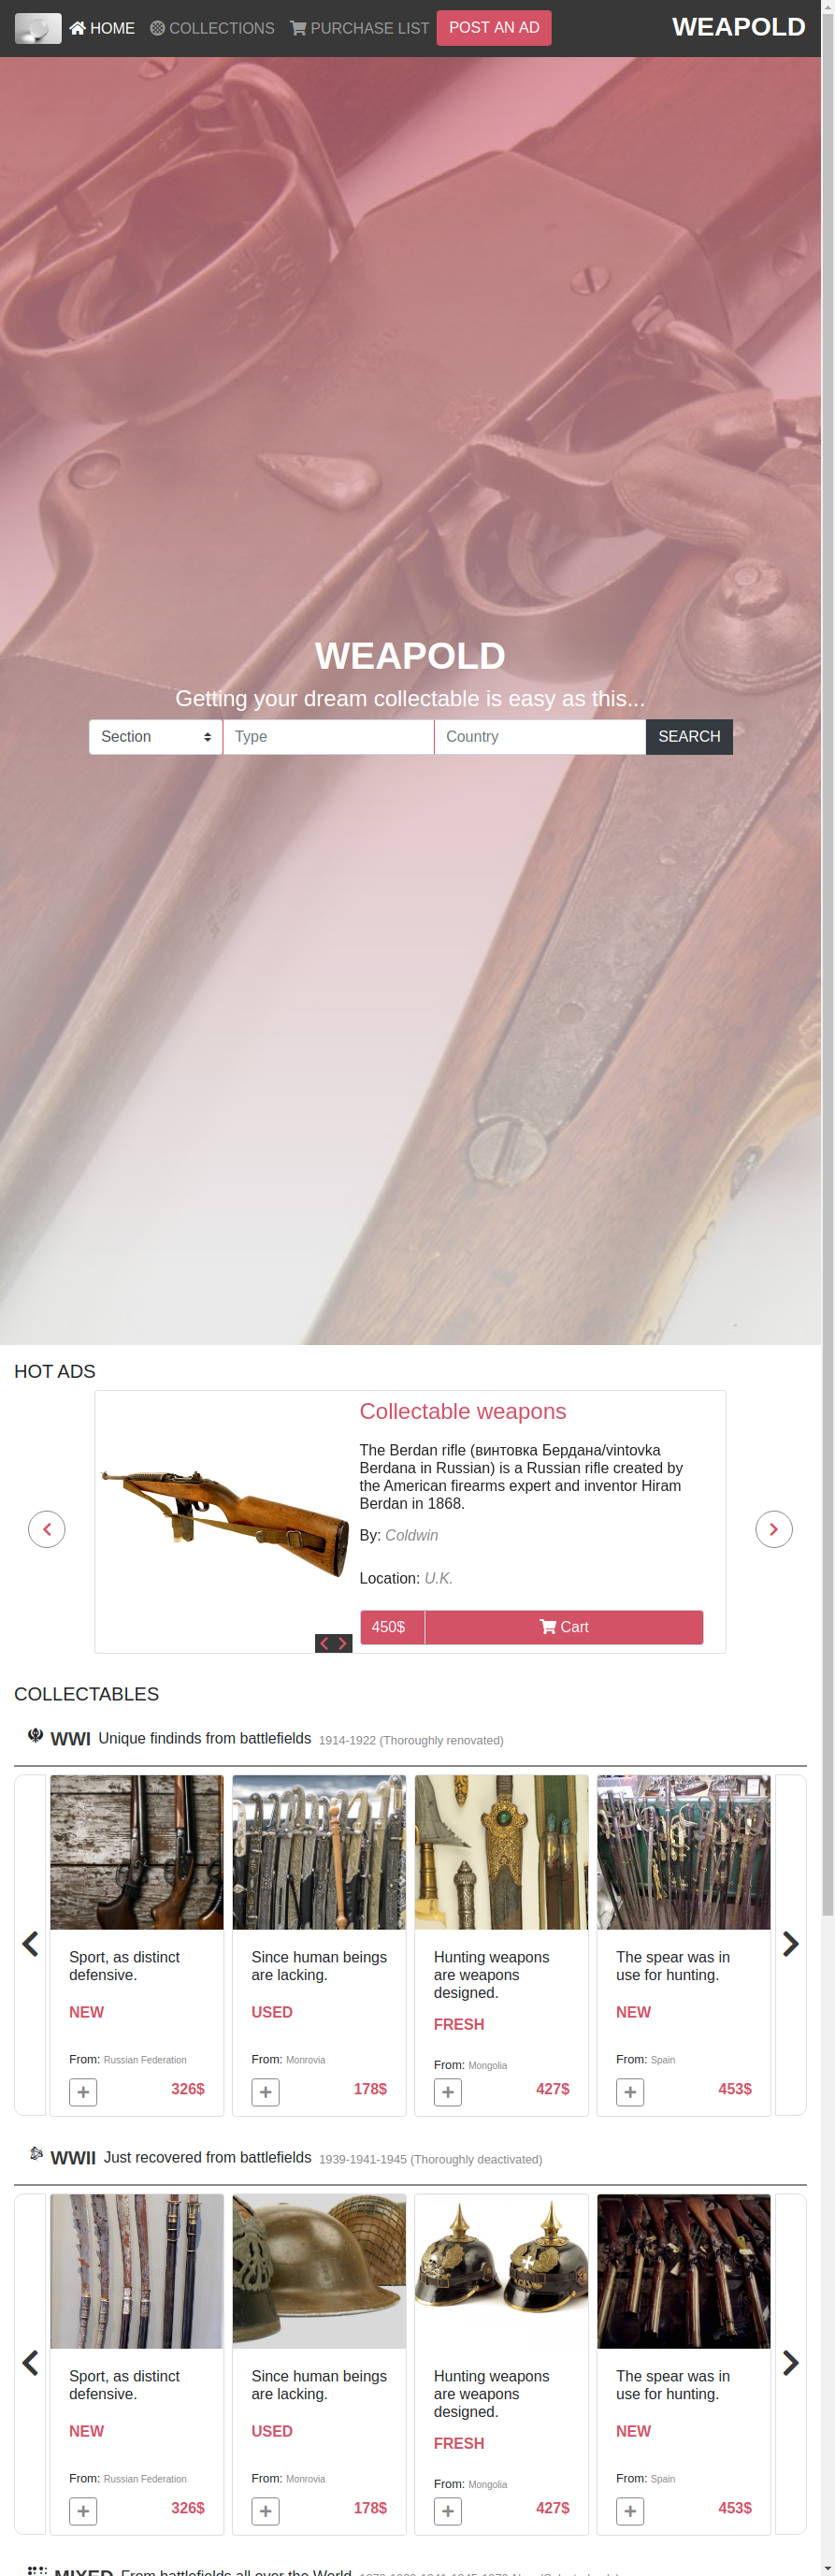 HOME COLLECTIONS PURCHASE LIST POST AN AD WEAPOLD
WEAPOLD
Getting your dream collectable is easy as this...
Section Type Country SEARCH
HOT ADS
Collectable weapons
The Berdan rifle (винтовка Бердана/vintovka
Berdana in Russian) is a Russian rifle created by
the American firearms expert and inventor Hiram
Berdan in 1868.
By: Coldwin
Location: U.K.
450$ Cart
COLLECTABLES
WWI Unique findinds from battlefields 1914-1922 (Thoroughly renovated)
Sport, as distinct
defensive.
NEW
From: Russian Federation
326$
Since human beings
are lacking.
USED
From: Monrovia
178$
Hunting weapons
are weapons
designed.
FRESH
From: Mongolia
427$
The spear was in
use for hunting.
NEW
From: Spain
453$
WWII Just recovered from battlefields 1939-1941-1945 (Thoroughly deactivated)
Sport, as distinct
defensive.
NEW
From: Russian Federation
326$
Since human beings
are lacking.
USED
From: Monrovia
178$
Hunting weapons
are weapons
designed.
FRESH
From: Mongolia
427$
The spear was in
use for hunting.
NEW
From: Spain
453$
MIXED From battlefields all over the World